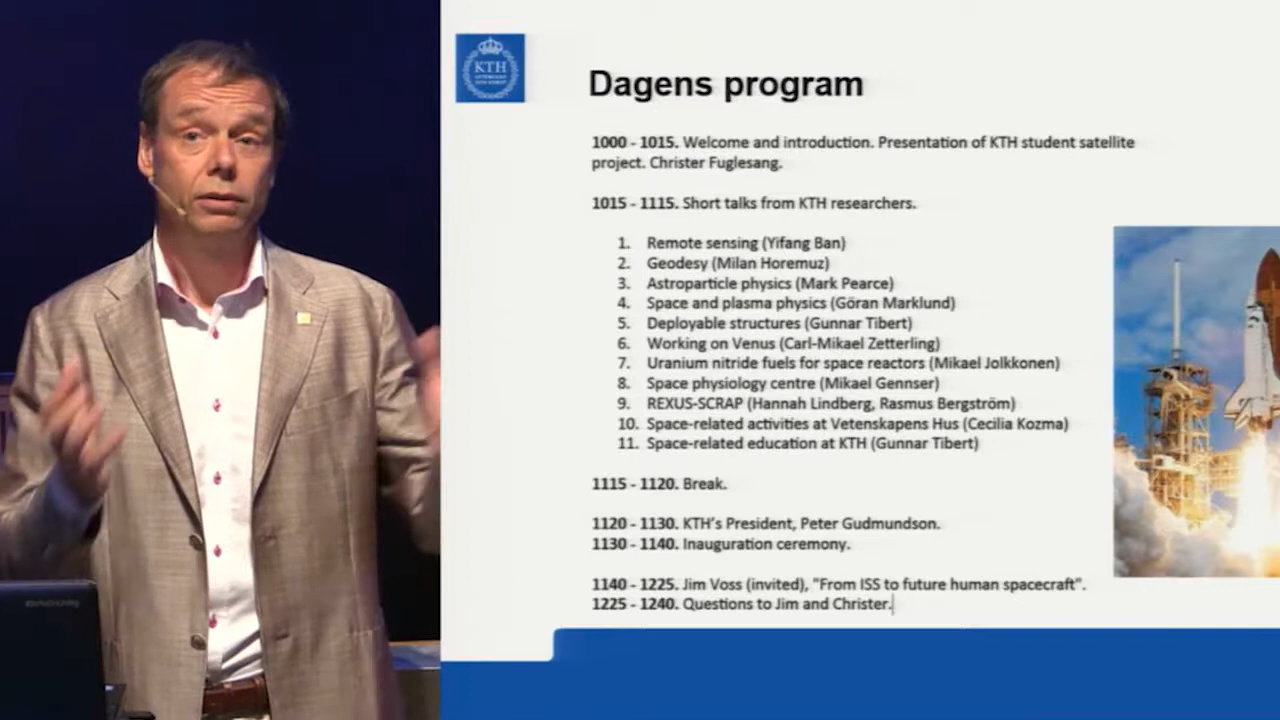 KTH
Dagens program
1000 - 1015. Welcome and introduction. Presentation of KTH student satellite
project. Christer Fuglesang.
1015 - 1115. Short talks from KTH researchers.
1. Remote sensing (Yifang Ban)
2. Geodesy (Milan Horemuz)
3. Astroparticle physics (Mark Pearce)
4. Space and plasma physics (Göran Marklund)
5. Deployable structures (Gunnar Tibert)
6. Working on Venus (Carl-Mikael Zetterling)
7. Uranium nitride fuels for space reactors (Mikael Jolkkonen)
8. Space physiology centre (Mikael Gennser)
9. REXUS-SCRAP (Hannah Lindberg, Rasmus Bergström)
10. Space-related activities at Vetenskapens Hus (Cecilia Kozma)
11. Space-related education at KTH (Gunnar Tibert)
1115 - 1120. Break.
1120 - 1130. KTH's President, Peter Gudmundson.
1130 - 1140. Inauguration ceremony.
1140 - 1225. Jim Voss (invited), "From ISS to future human spacecraft".
1225 - 1240. Questions to Jim and Christer.